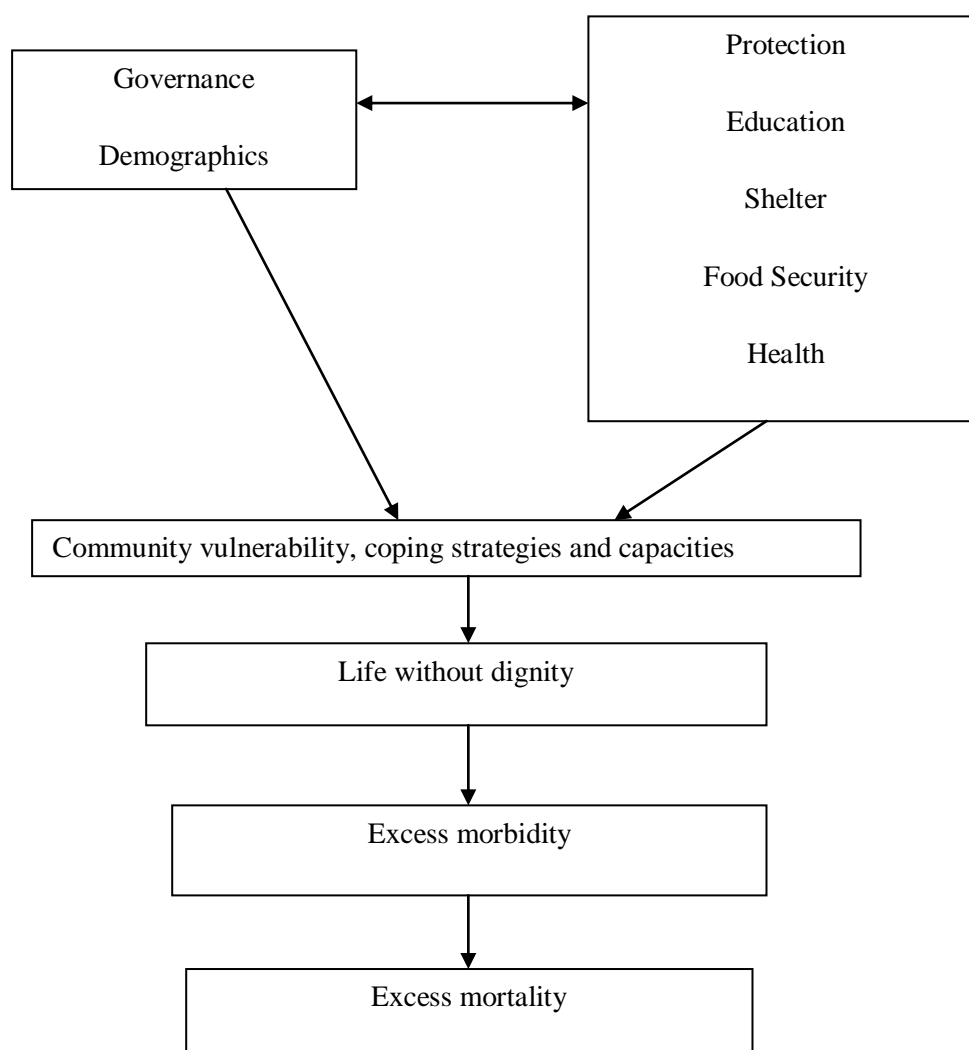 Governance
Demographics
Protection
Education
Shelter
Food Security
Health
Community vulnerability, coping strategies and capacities
Life without dignity
Excess morbidity
Excess mortality